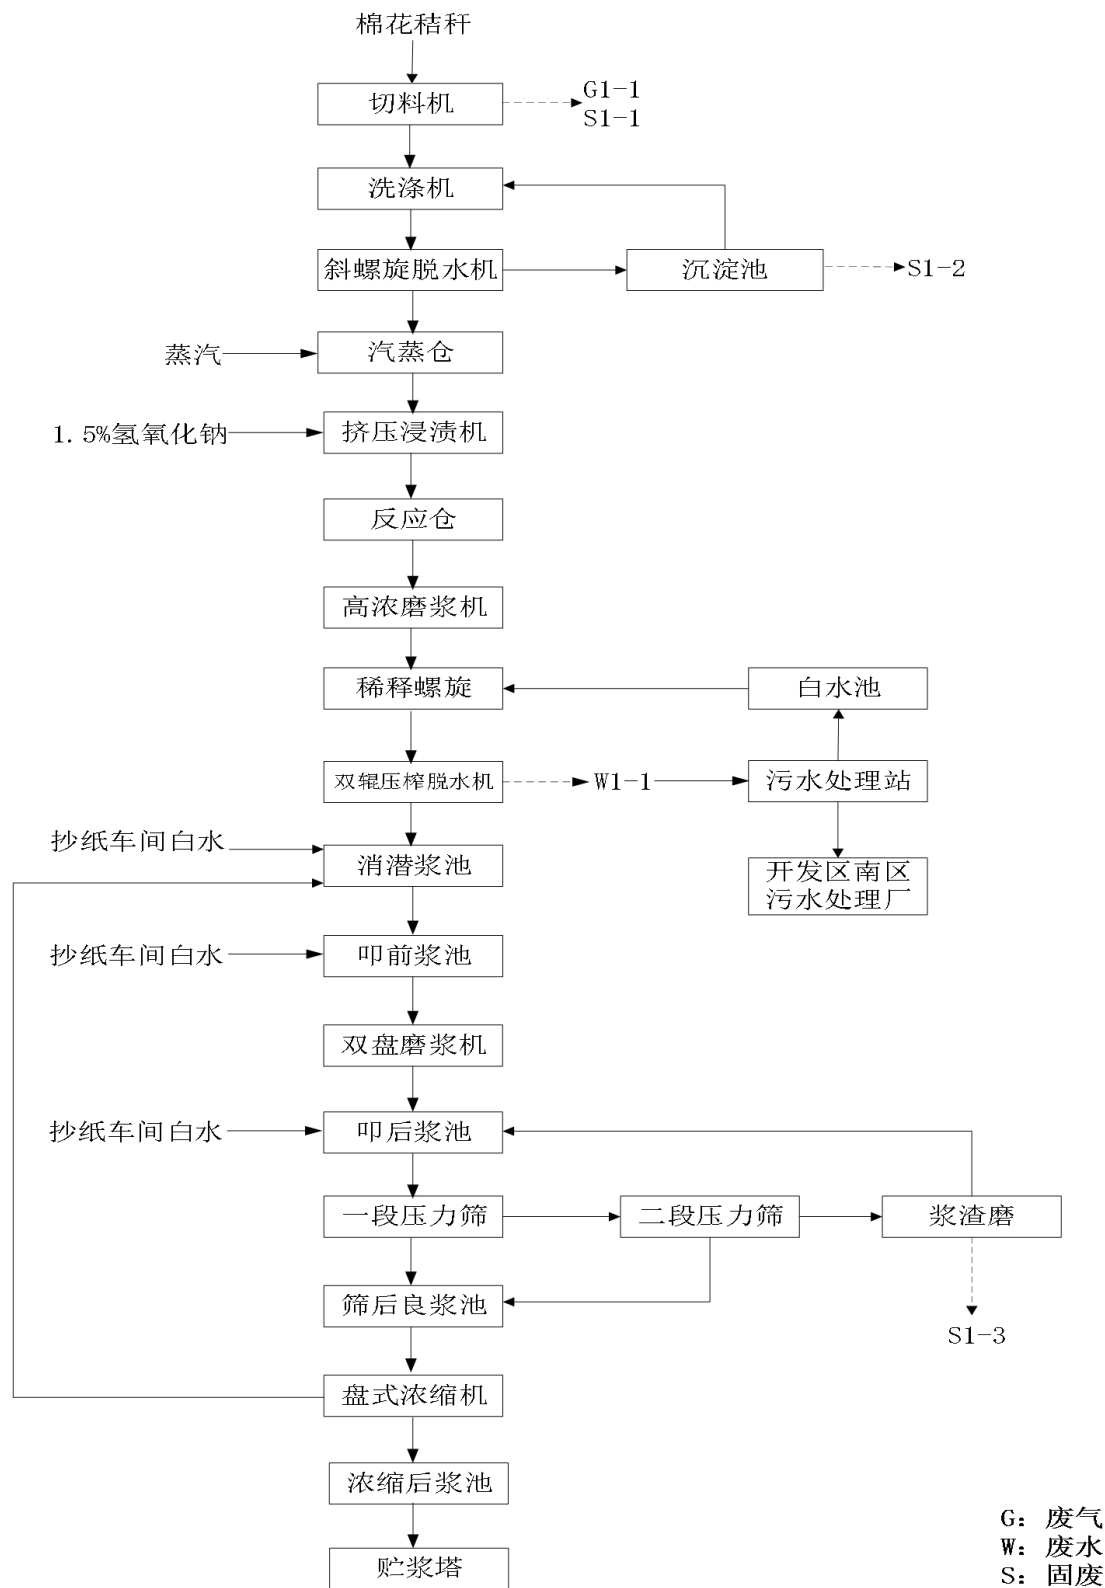 棉花秸秆
切料机
G1-1
S1-1
洗涤机
斜螺旋脱水机
沉淀池
S1-2
蒸汽
汽蒸仓
1.5%氢氧化钠
挤压浸渍机
反应仓
高浓磨浆机
稀释螺旋
白水池
双辊压榨脱水机
W1-1
污水处理站
抄纸车间白水
消潜浆池
开发区南区
污水处理厂
抄纸车间白水
叩前浆池
双盘磨浆机
抄纸车间白水
叩后浆池
一段压力筛
二段压力筛
浆渣磨
筛后良浆池
S1-3
盘式浓缩机
浓缩后浆池
贮浆塔
G: 废气
W: 废水
S: 固废